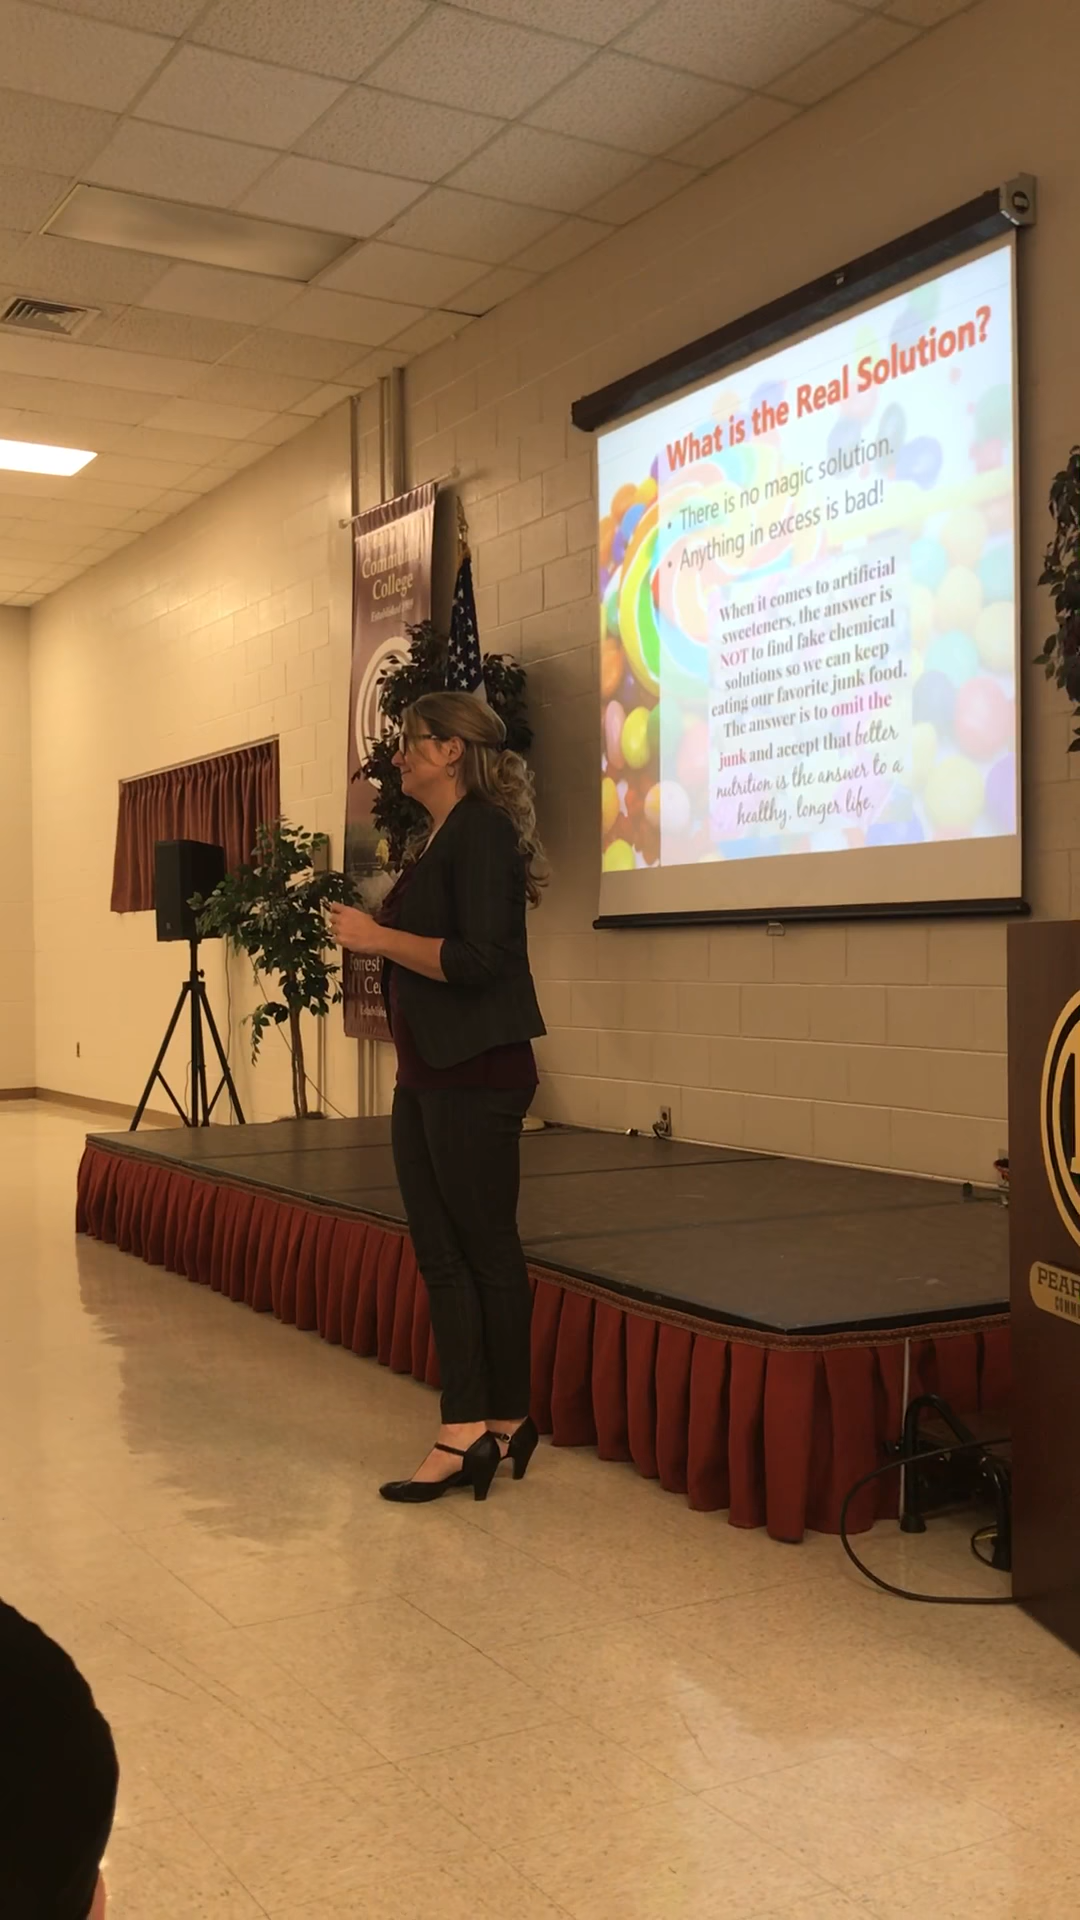 What is the Real Solution?
• There is no magic solution.
• Anything in excess is bad!
When it comes to artificial
sweeteners, the answer is
NOT to find fake chemical
solutions so we can keep
eating our favorite junk food.
The answer is to omit the
junk and accept that better
nutrition is the answer to a
healthy, longer life.
College
Established